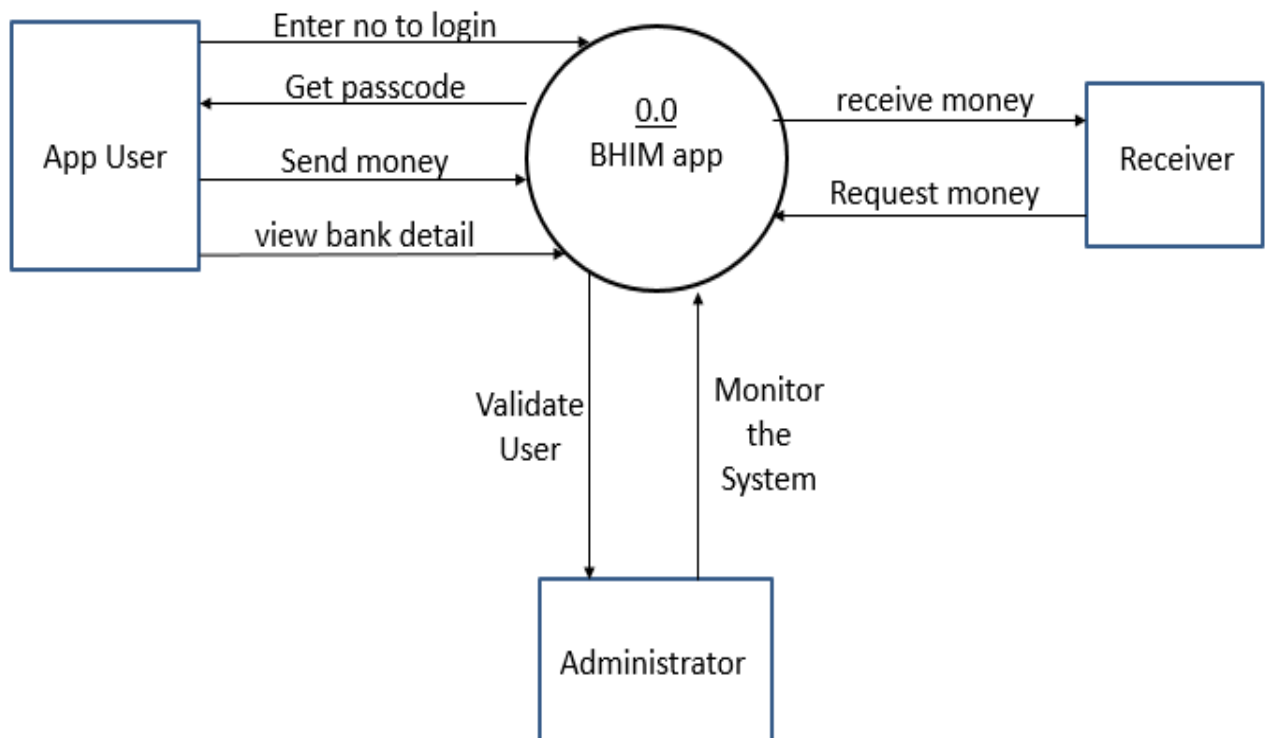 Enter no to login
Get passcode
App User
Send money
view bank detail
0.0
BHIM app
receive money
Receiver
Request money
Validate
User
Monitor
the
System
Administrator